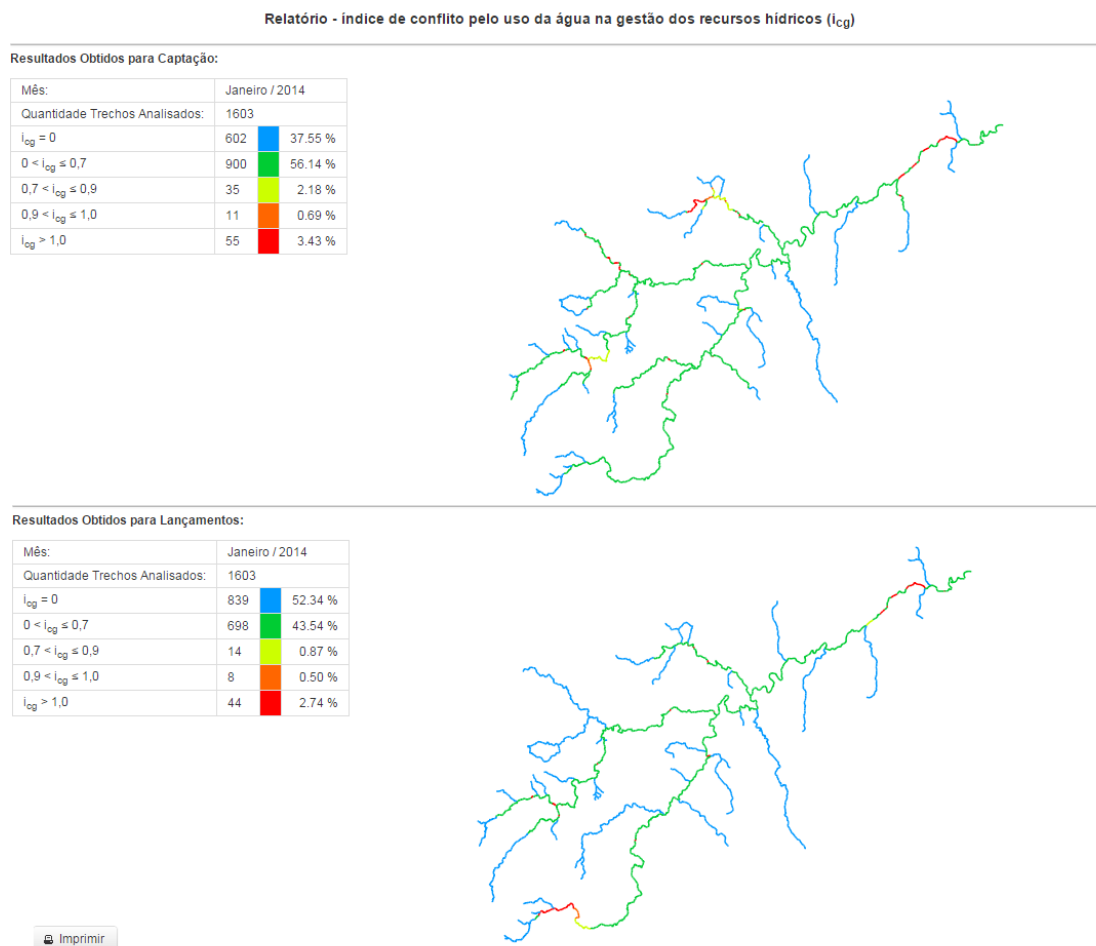 Relatório - índice de conflito pelo uso da água na gestão dos recursos hídricos (icg)
Resultados Obtidos para Captação:
Mês: Janeiro / 2014
Quantidade Trechos Analisados: 1603
icg = 0 602 37.55 %
0 < icg ≤ 0,7 900 56.14 %
0,7 < icg ≤ 0,9 35 2.18 %
0,9 < icg ≤ 1,0 11 0.69 %
icg > 1,0 55 3.43 %
Resultados Obtidos para Lançamentos:
Mês: Janeiro / 2014
Quantidade Trechos Analisados: 1603
icg = 0 839 52.34 %
0 < icg ≤ 0,7 698 43.54 %
0,7 < icg ≤ 0,9 14 0.87 %
0,9 < icg ≤ 1,0 8 0.50 %
icg > 1,0 44 2.74 %
Imprimir